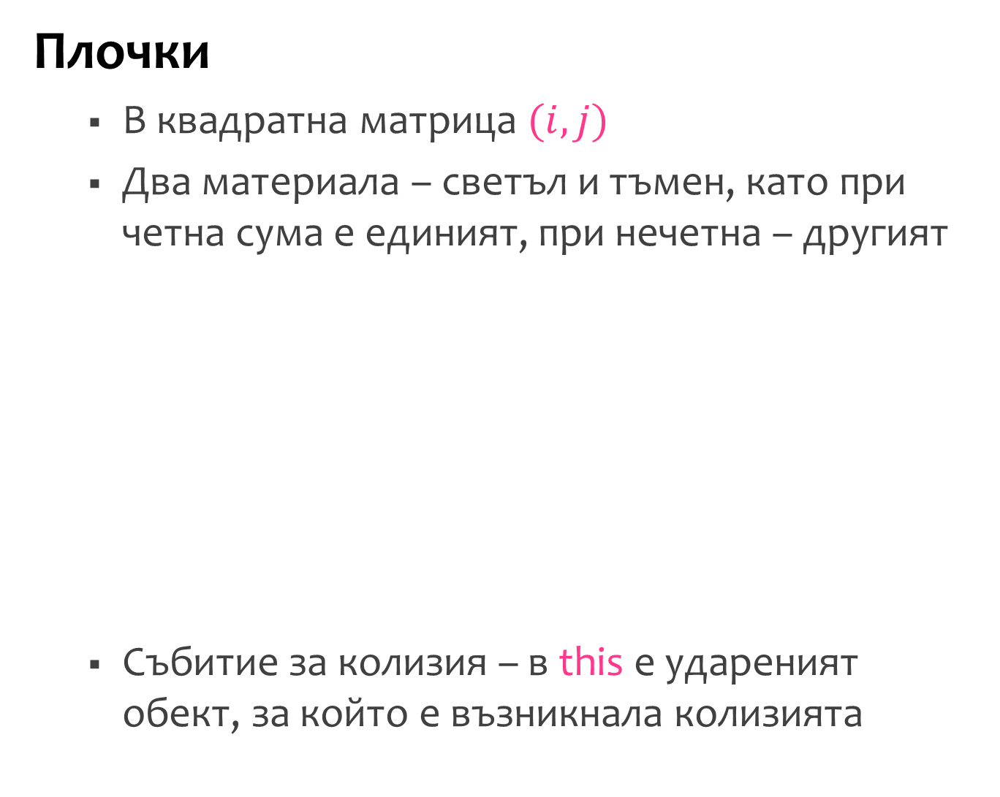 Плочки
▪ В квадратна матрица (i, j)
▪ Два материала – светъл и тъмен, като при
четна сума е единият, при нечетна – другият
▪ Събитие за колизия – в this е удареният
обект, за който е възникнала колизията